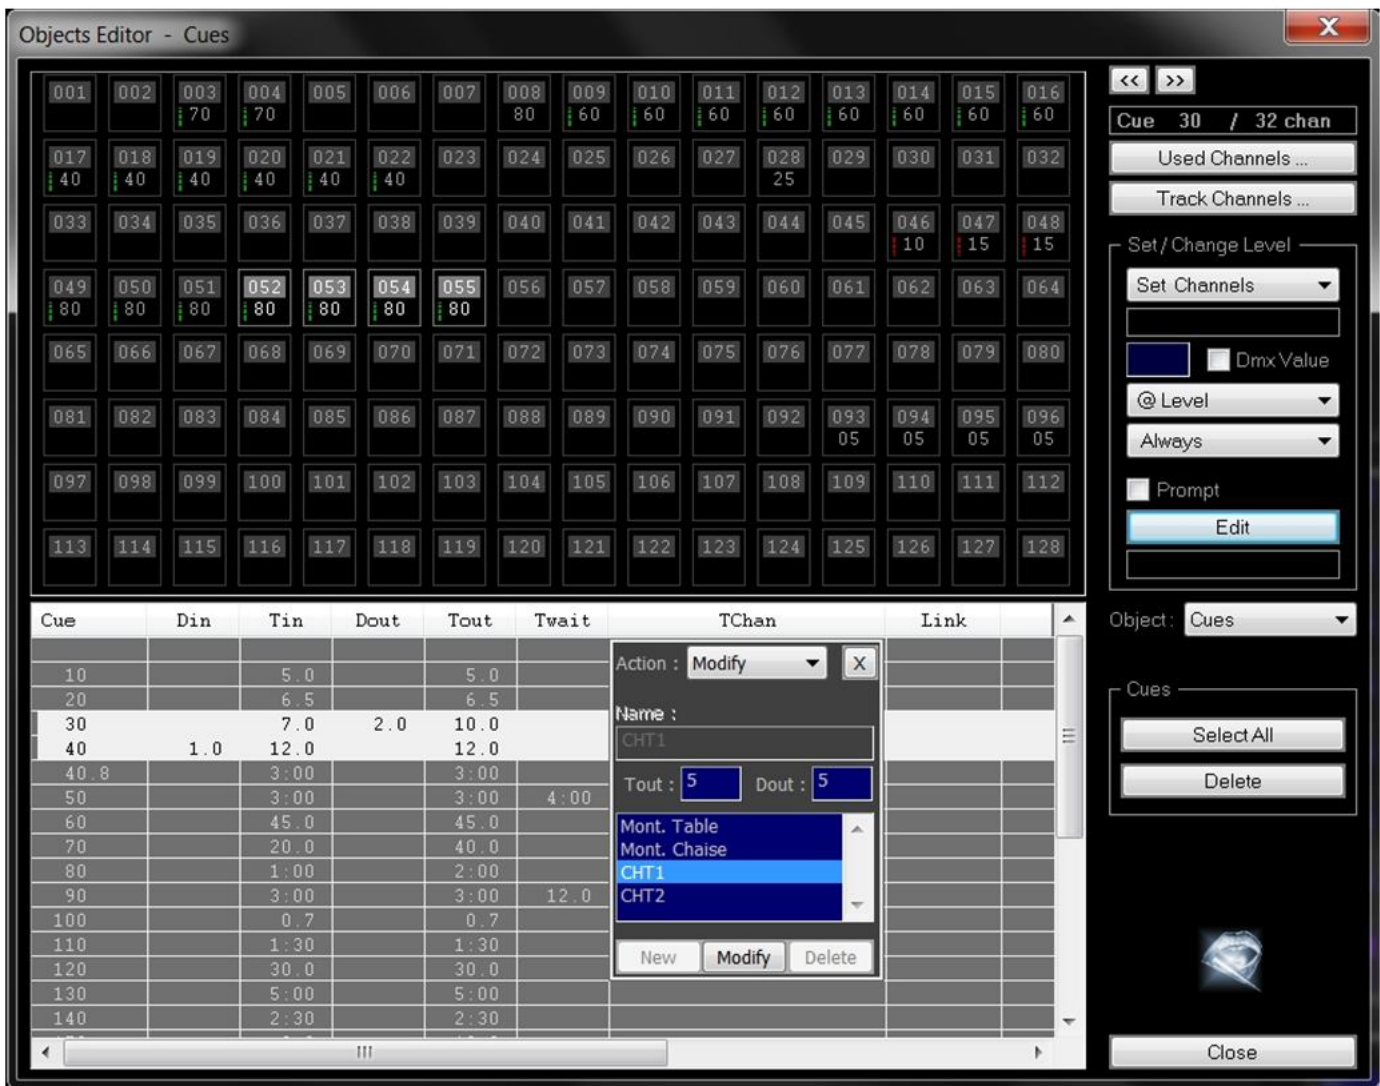 Objects Editor - Cues
X
001 002 003 004 005 006 007 008 009 010 011 012 013 014 015 016
70 70 80 60 60 60 60 60 60 60 60
017 018 019 020 021 022 023 024 025 026 027 028 029 030 031 032
40 40 40 40 40 40 25
033 034 035 036 037 038 039 040 041 042 043 044 045 046 047 048
10 15 15
049 050 051 052 053 054 055 056 057 058 059 060 061 062 063 064
80 80 80 80 80 80 80
065 066 067 068 069 070 071 072 073 074 075 076 077 078 079 080
081 082 083 084 085 086 087 088 089 090 091 092 093 094 095 096
05 05 05 05
097 098 099 100 101 102 103 104 105 106 107 108 109 110 111 112
113 114 115 116 117 118 119 120 121 122 123 124 125 126 127 128
<< >>
Cue 30 / 32 chan
Used Channels ...
Track Channels ...
Set/Change Level
Set Channels
Dmx Value
@ Level
Always
Prompt
Edit
Object : Cues
Cues
Select All
Delete
Close
Cue Din Tin Dout Tout Twait TChan Link
10 5.0 5.0
20 6.5 6.5
30 7.0 2.0 10.0
40 1.0 12.0 12.0
40.8 3:00 3:00
50 3:00 3:00 4:00
60 45.0 45.0
70 20.0 40.0
80 1:00 2:00
90 3:00 3:00 12.0
100 0.7 0.7
110 1:30 1:30
120 30.0 30.0
130 5:00 5:00
140 2:30 2:30
Action : Modify X
Name :
CHT1
Tout : 5 Dout : 5
Mont. Table
Mont. Chaise
CHT1
CHT2
New Modify Delete